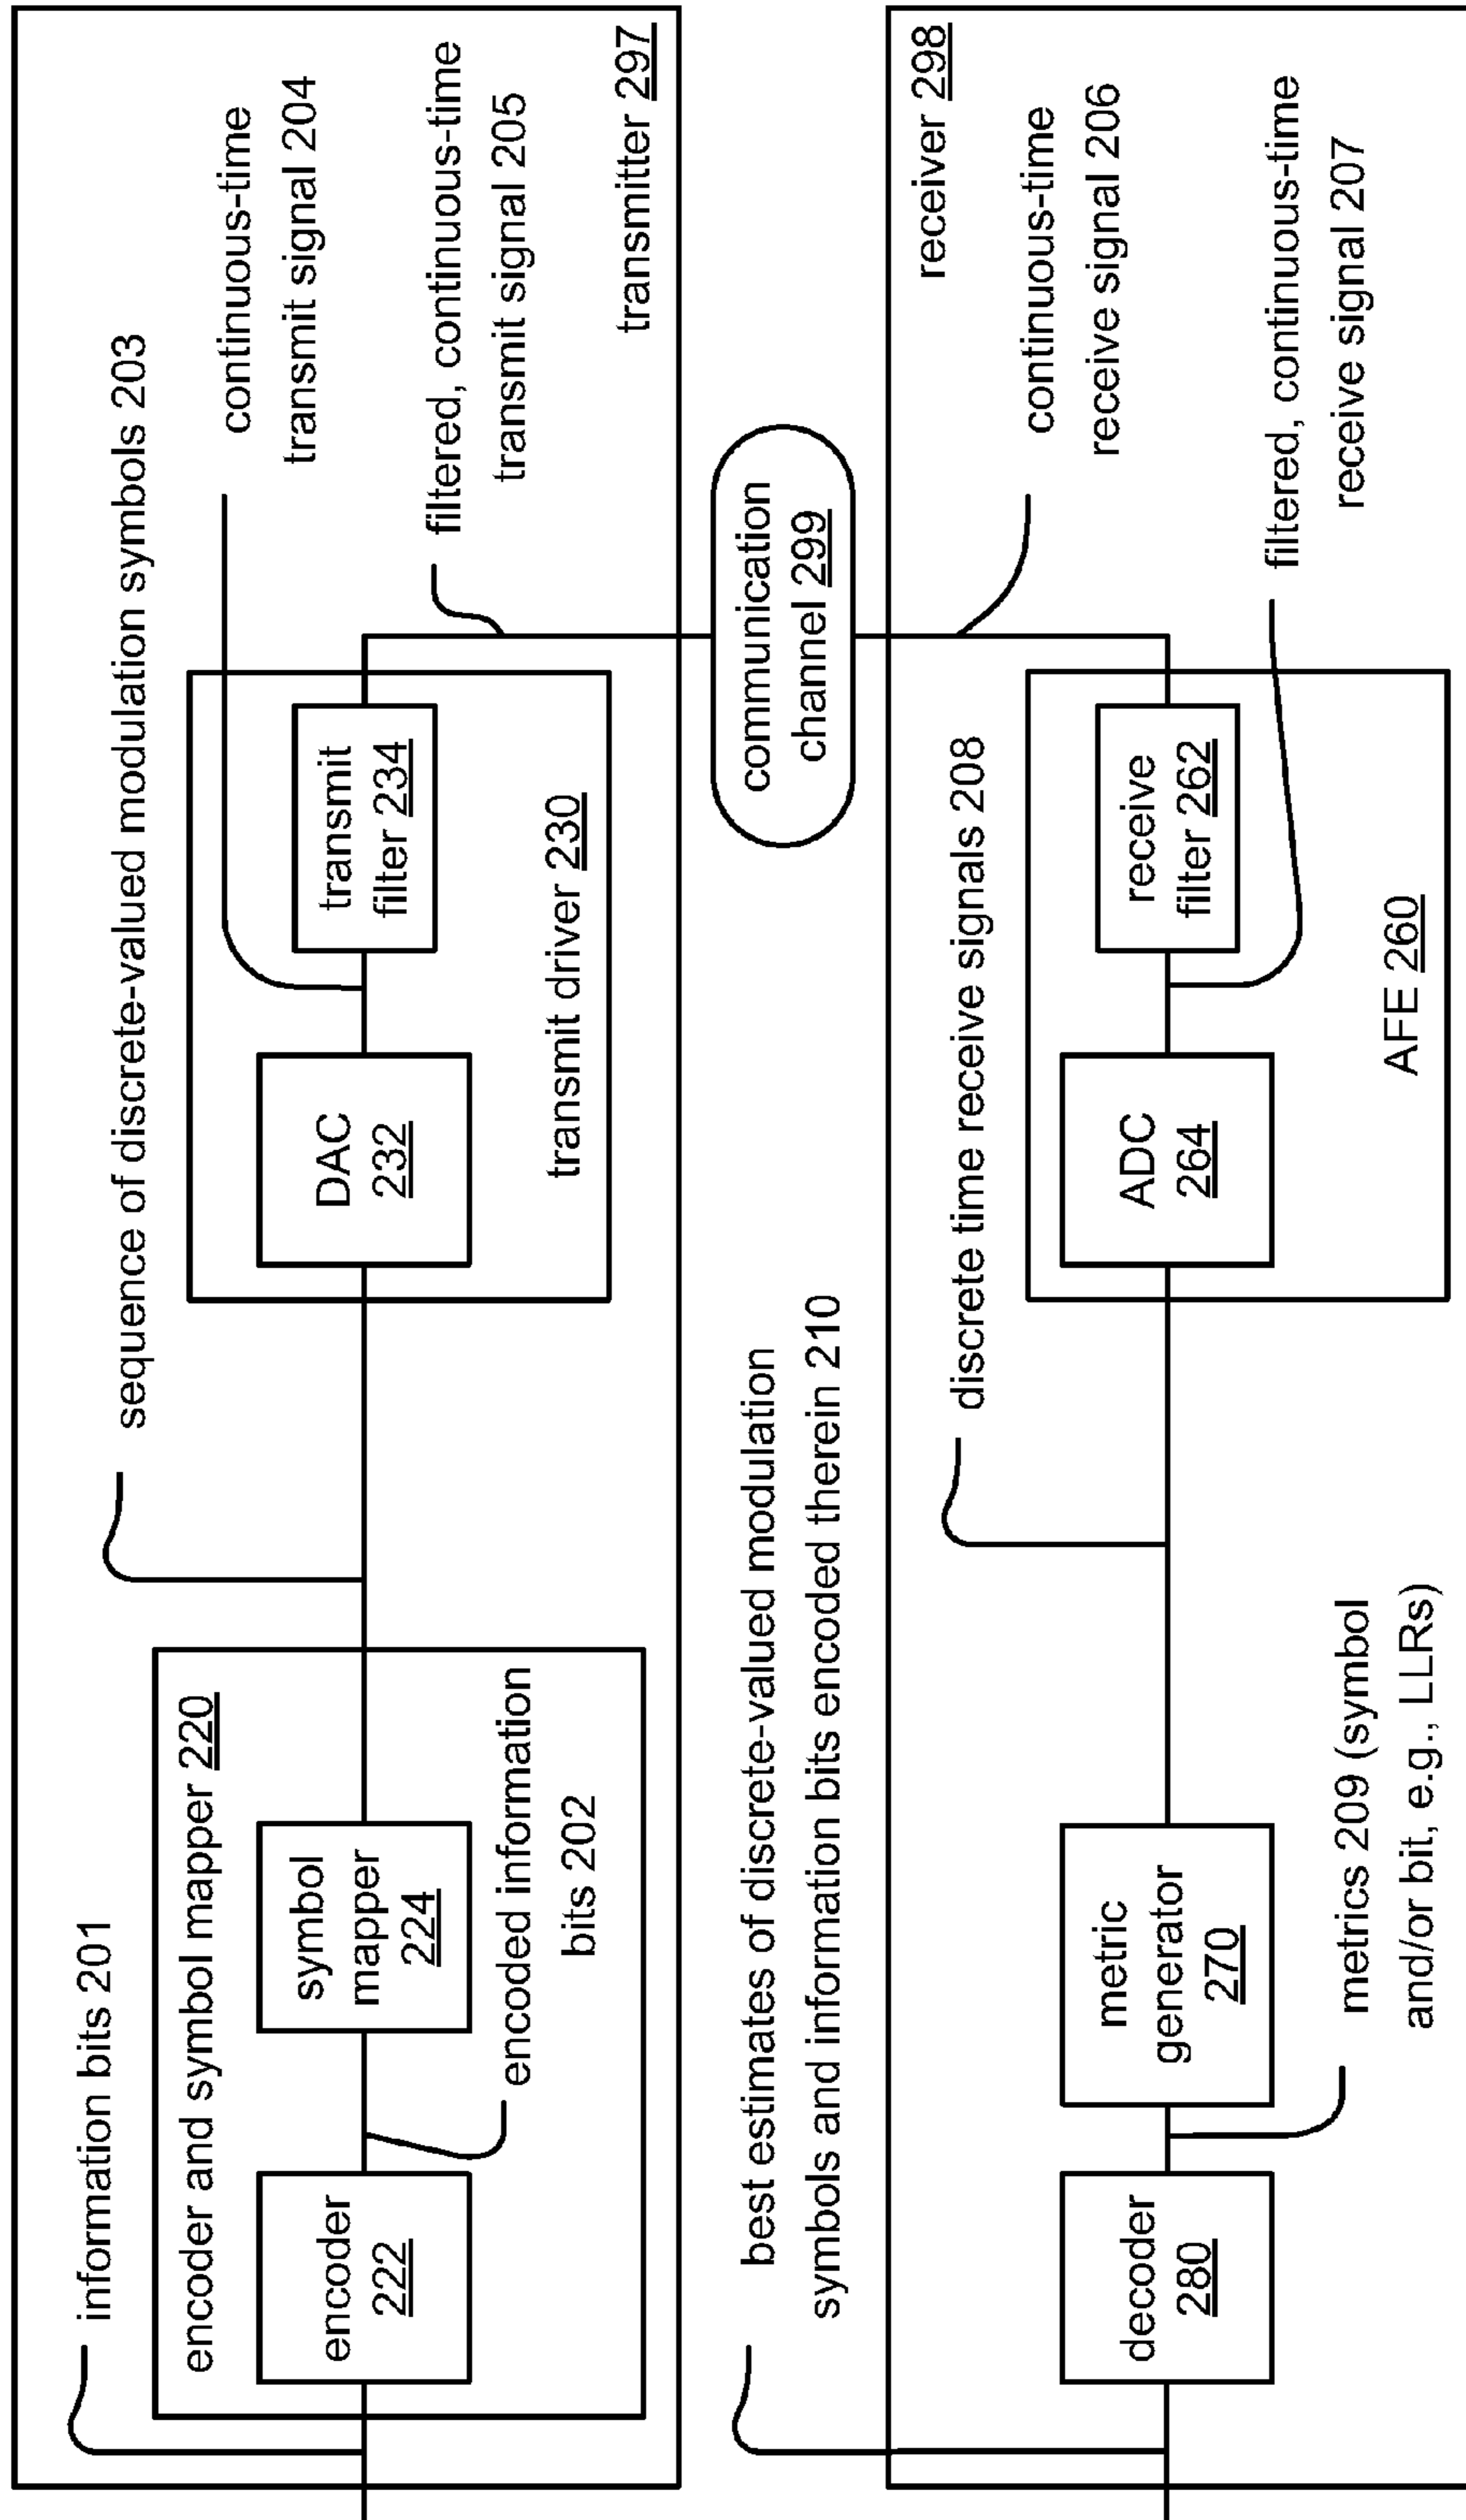 information bits 201
sequence of discrete-valued modulation symbols 203
continuous-time
transmit signal 204
encoder and symbol mapper 220
encoder
222
symbol
mapper
224
encoded information
bits 202
DAC
232
transmit
filter 234
transmit driver 230
filtered, continuous-time
transmit signal 205
transmitter 297
communication
channel 299
best estimates of discrete-valued modulation
symbols and information bits encoded therein 210
receiver 298
discrete time receive signals 208
continuous-time
receive signal 206
decoder
280
metric
generator
270
ADC
264
receive
filter 262
filtered, continuous-time
receive signal 207
metrics 209 (symbol
and/or bit, e.g., LLRs)
AFE 260